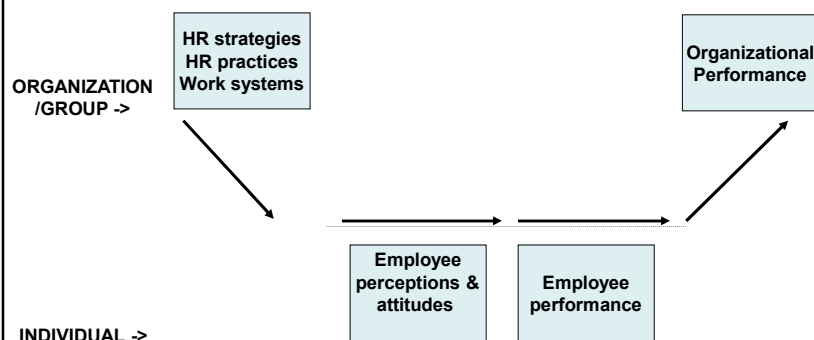 HR strategies
HR practices
Work systems
Organizational
Performance
ORGANIZATION
/GROUP ->
Employee
perceptions &
attitudes
Employee
performance
INDIVIDUAL ->